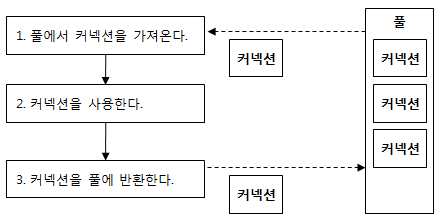 1. 풀에서 커넥션을 가져온다.
커넥션
2. 커넥션을 사용한다.
3. 커넥션을 풀에 반환한다.
커넥션
풀
커넥션
커넥션
커넥션